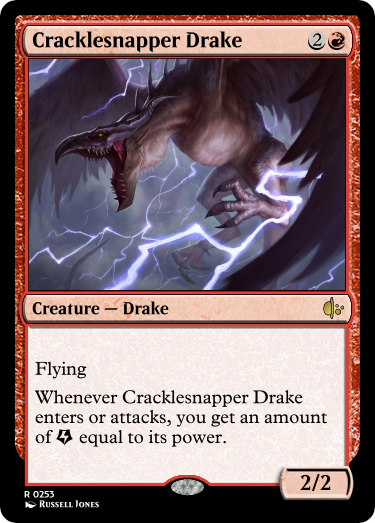 Cracklesnapper Drake 2
Creature — Drake
Flying
Whenever Cracklesnapper Drake
enters or attacks, you get an amount
of equal to its power.
2/2
R 0253
Russell Jones